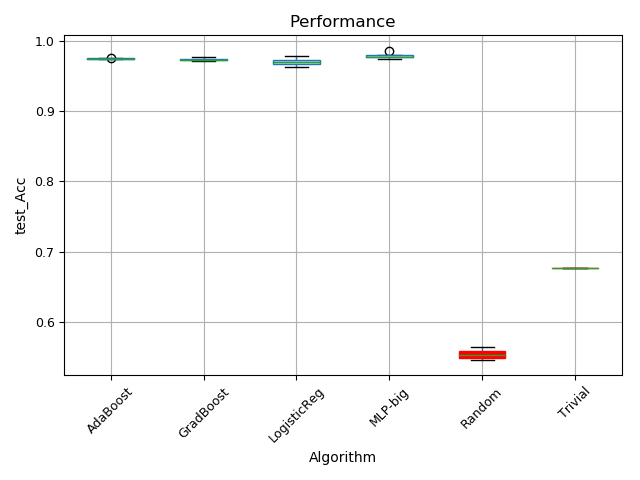 Performance
1.0
0.9
0.8
0.7
0.6
test_Acc
AdaBoost
GradBoost
LogisticReg
MLP-big
Random
Trivial
Algorithm